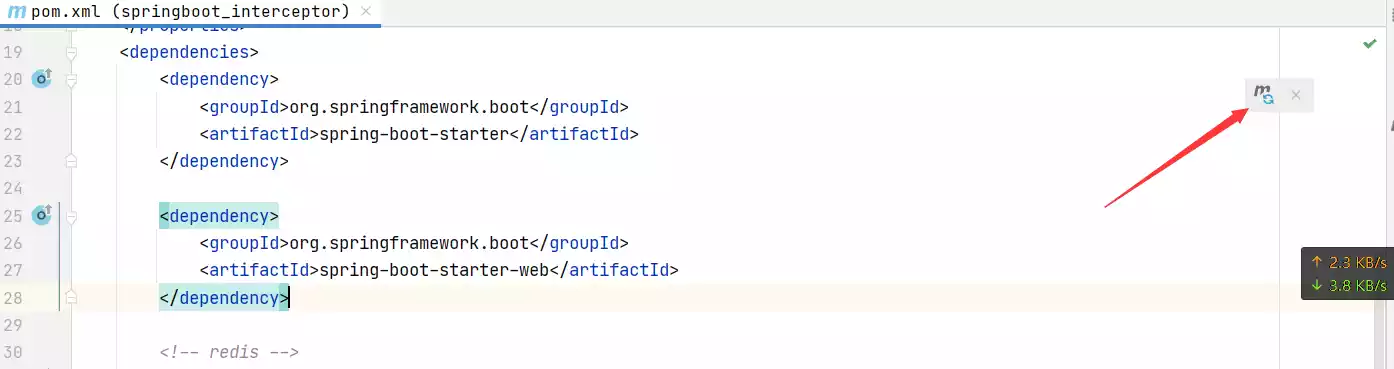 m pom.xml (springboot_interceptor) ×
18 </properties>
19 <dependencies>
20 <dependency>
21 <groupId>org.springframework.boot</groupId>
22 <artifactId>spring-boot-starter</artifactId>
23 </dependency>
24
25 <dependency>
26 <groupId>org.springframework.boot</groupId>
27 <artifactId>spring-boot-starter-web</artifactId>
28 </dependency>
29
30 <!-- redis -->
m ×
↑ 2.3 KB/s
↓ 3.8 KB/s